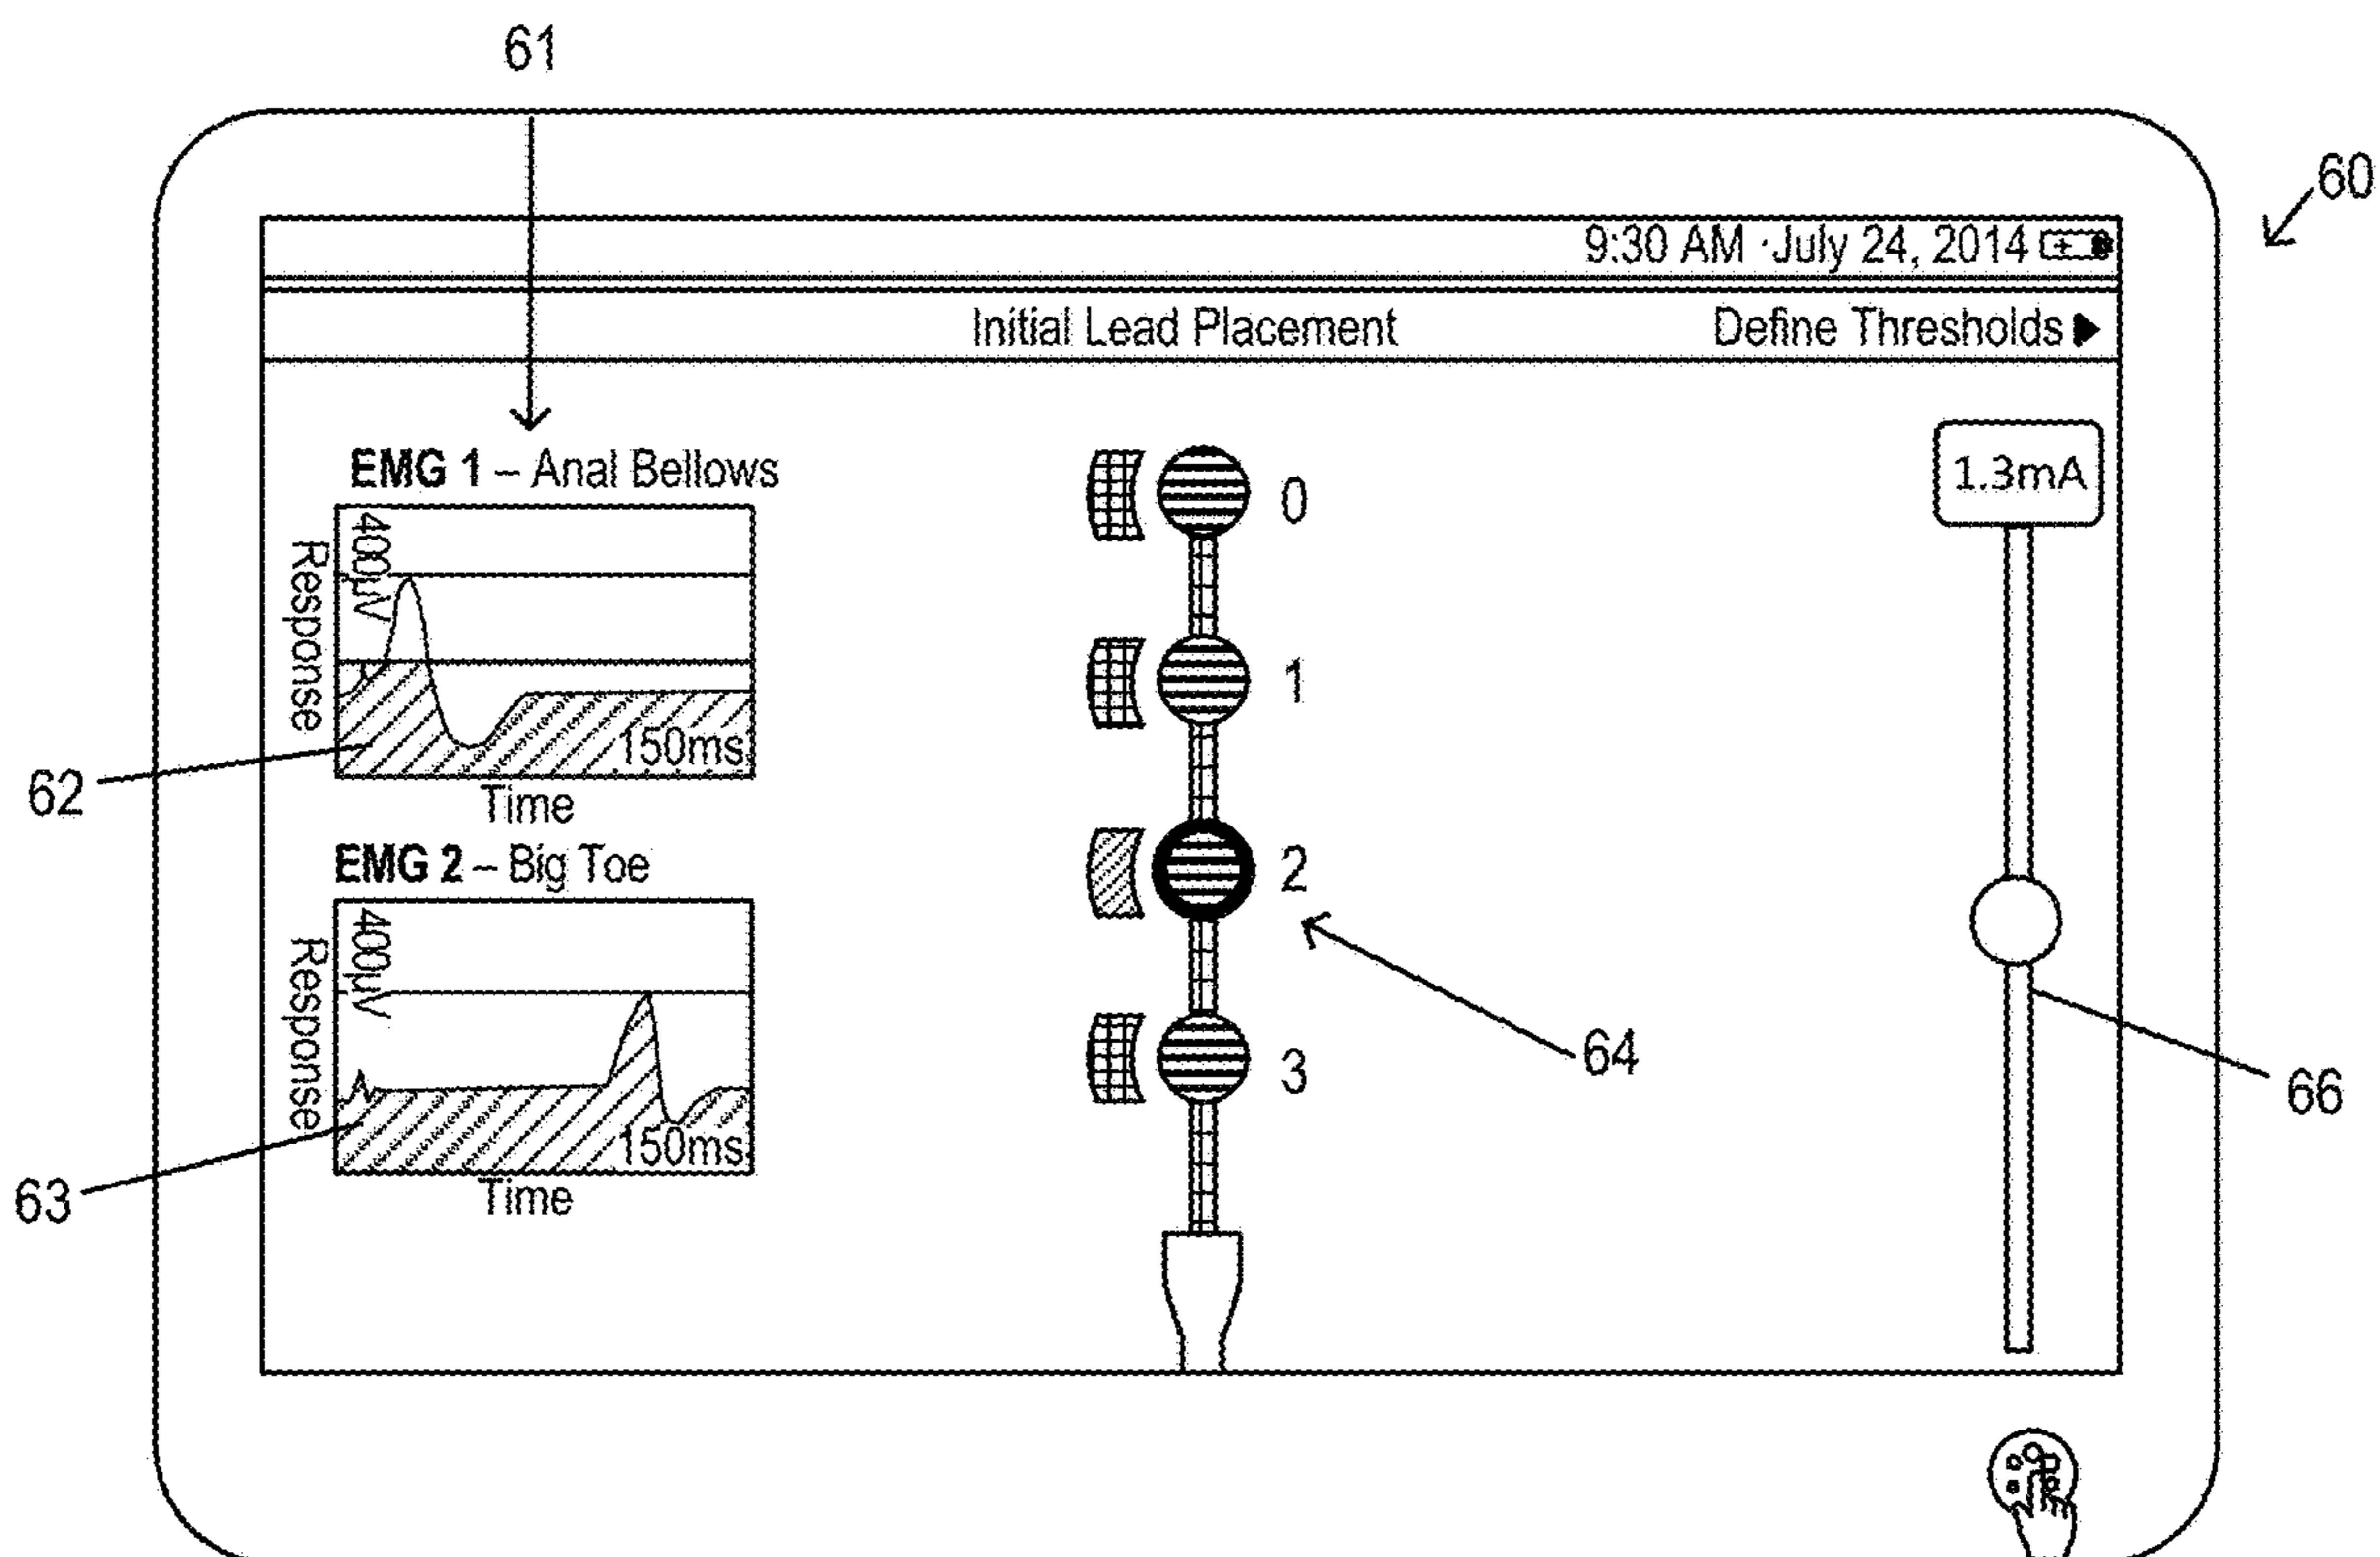 61
60
9:30 AM · July 24, 2014
Initial Lead Placement
Define Thresholds
EMG 1 – Anal Bellows
1.3mA
400µV
Response
150ms
Time
62
EMG 2 – Big Toe
400µV
Response
150ms
Time
63
0
1
2
3
64
66